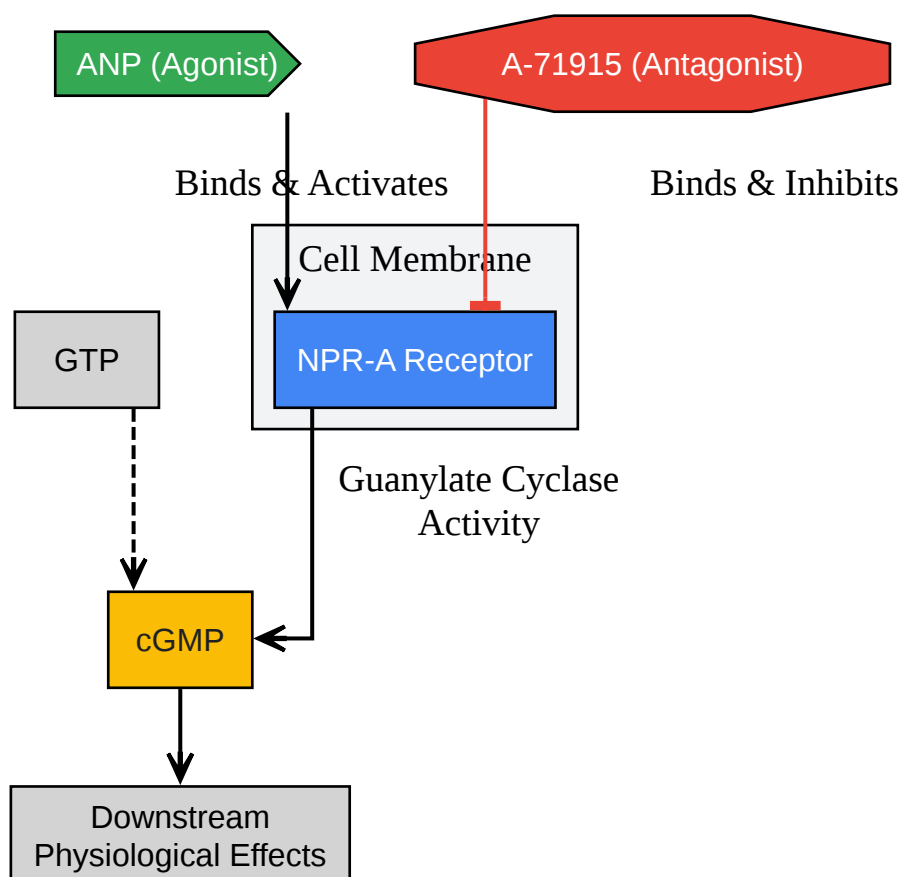 ANP (Agonist)
A-71915 (Antagonist)
Binds & Activates
Binds & Inhibits
Cell Membrane
GTP
NPR-A Receptor
Guanylate Cyclase
Activity
cGMP
Downstream
Physiological Effects